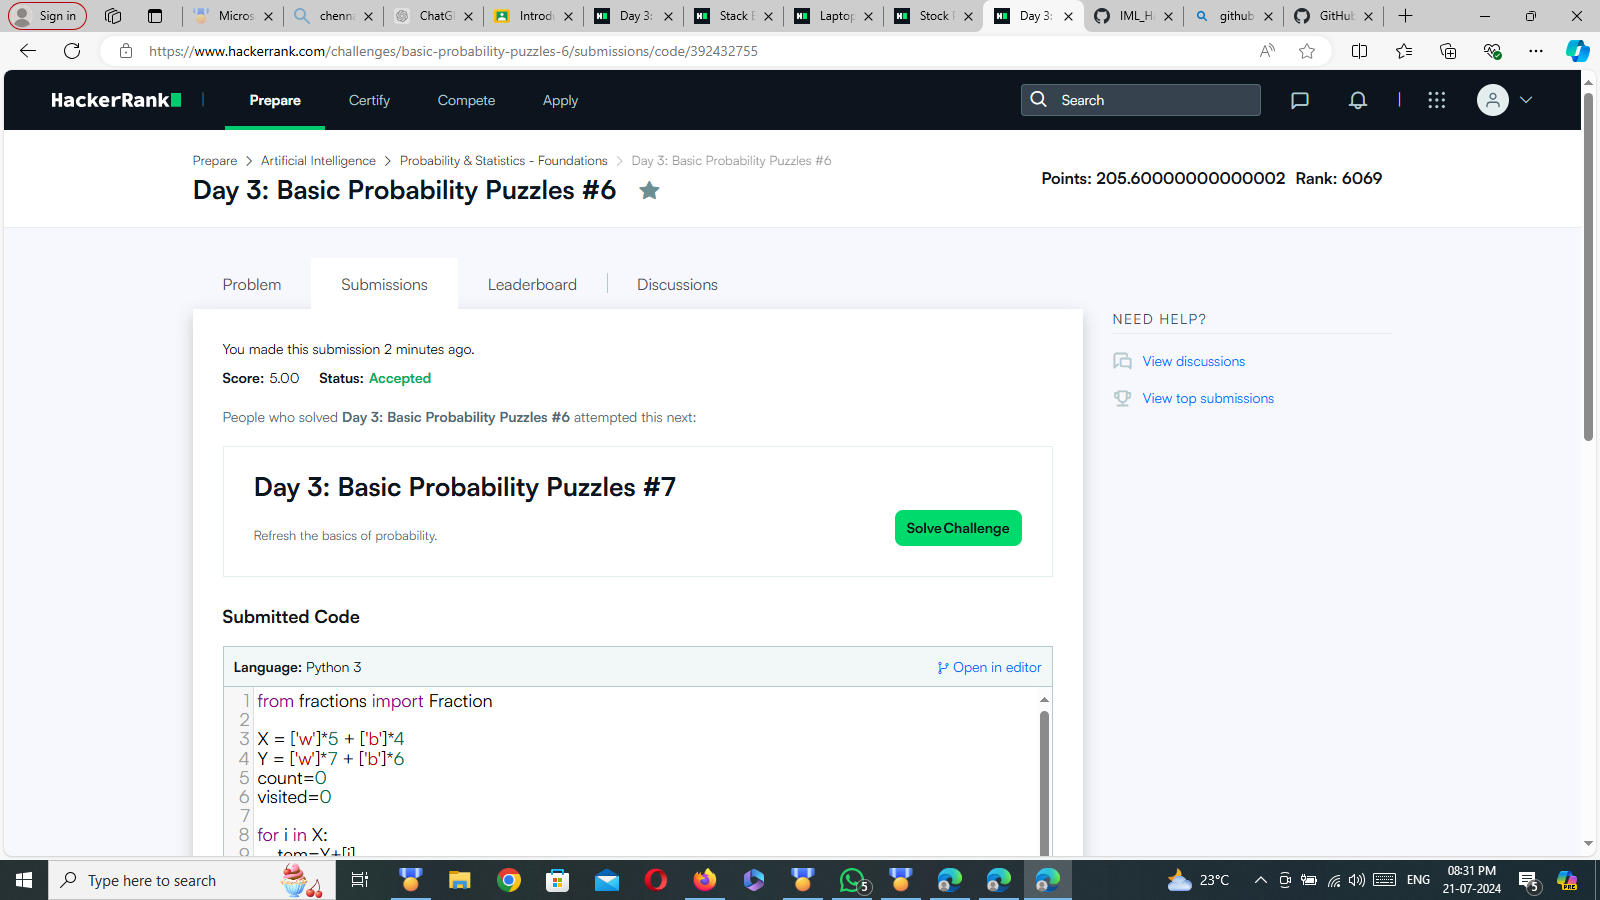 Sign in
Micros
chenna
ChatG
Introdu
Day 3:
Stack E
Laptop
Stock P
Day 3:
IML_H
github
GitHub
https://www.hackerrank.com/challenges/basic-probability-puzzles-6/submissions/code/392432755
HackerRank
Prepare
Certify
Compete
Apply
Search
Prepare > Artificial Intelligence > Probability & Statistics - Foundations > Day 3: Basic Probability Puzzles #6
Day 3: Basic Probability Puzzles #6
Points: 205.60000000000002 Rank: 6069
Problem
Submissions
Leaderboard
Discussions
You made this submission 2 minutes ago.
Score: 5.00 Status: Accepted
People who solved Day 3: Basic Probability Puzzles #6 attempted this next:
Day 3: Basic Probability Puzzles #7
Refresh the basics of probability.
Solve Challenge
NEED HELP?
View discussions
View top submissions
Submitted Code
Language: Python 3
Open in editor
1 from fractions import Fraction
2
3 X = ['w']*5 + ['b']*4
4 Y = ['w']*7 + ['b']*6
5 count=0
6 visited=0
7
8 for i in X:
9 tem=Y+[i]
Type here to search
5
23°C
ENG
08:31 PM
21-07-2024
5
PRE